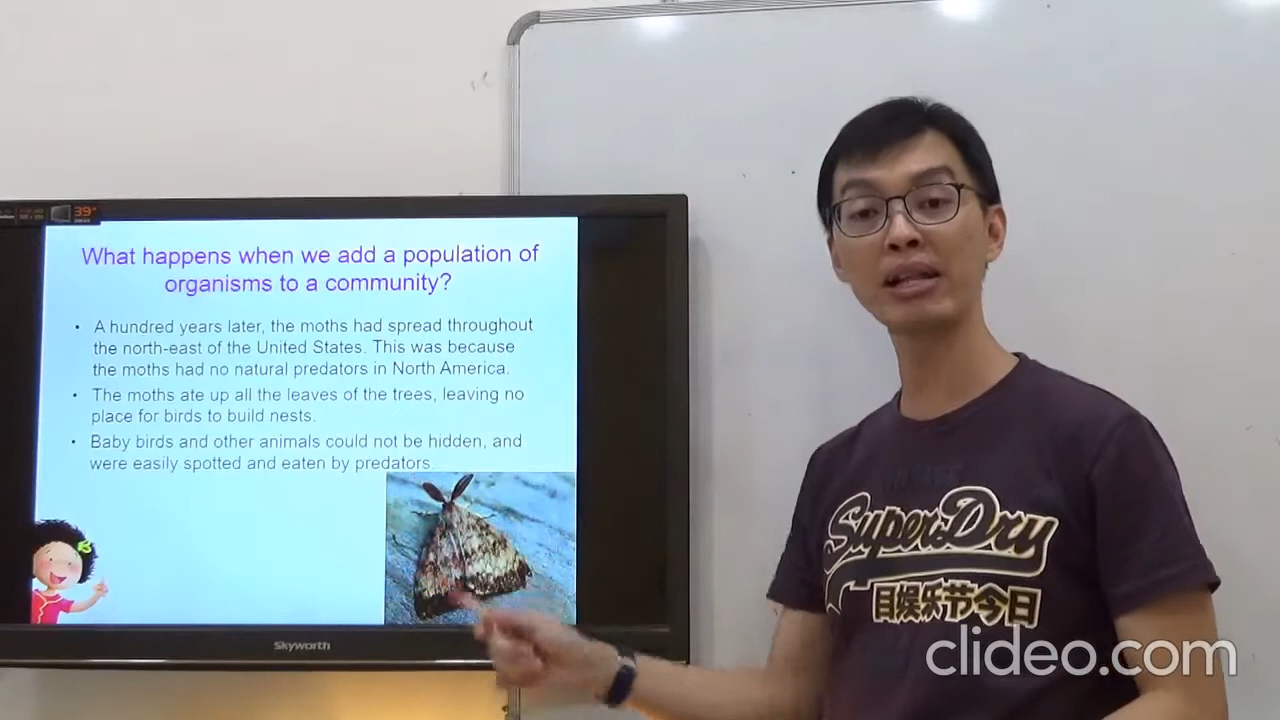 39°
What happens when we add a population of
organisms to a community?
• A hundred years later, the moths had spread throughout
the north-east of the United States. This was because
the moths had no natural predators in North America.
• The moths ate up all the leaves of the trees, leaving no
place for birds to build nests.
• Baby birds and other animals could not be hidden, and
were easily spotted and eaten by predators.
Skyworth
SuperDry
目娱乐节今日
clideo.com